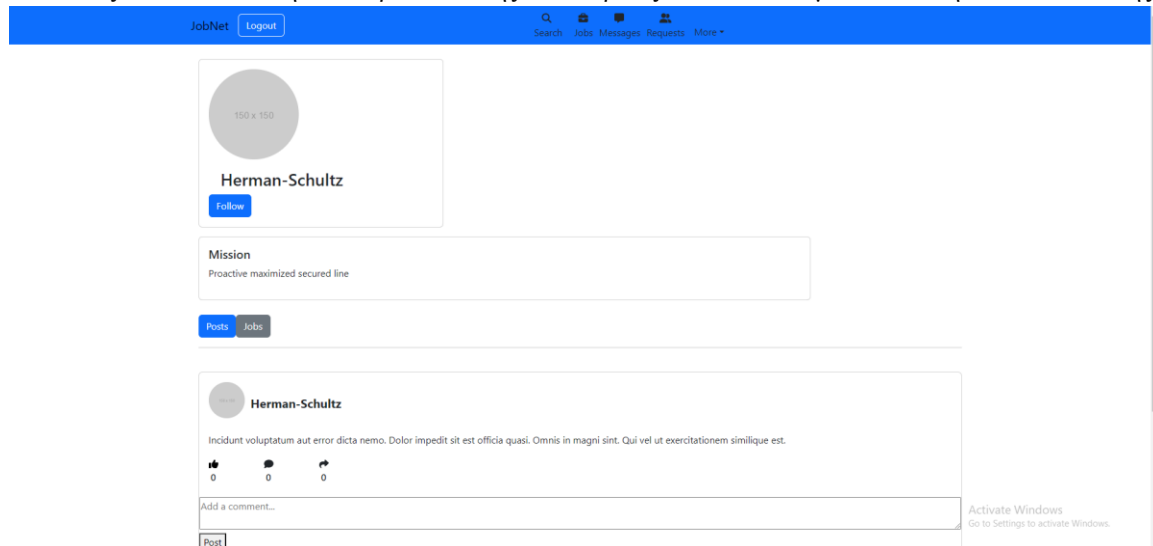 JobNet Logout Search Jobs Messages Requests More
150 x 150
Herman-Schultz
Follow
Mission
Proactive maximized secured line
Posts Jobs
Herman-Schultz
Incidunt voluptatum aut error dicta nemo. Dolor impedit sit est officia quasi. Omnis in magni sint. Qui vel ut exercitationem similique est.
0 0 0
Add a comment...
Post
Activate Windows
Go to Settings to activate Windows.